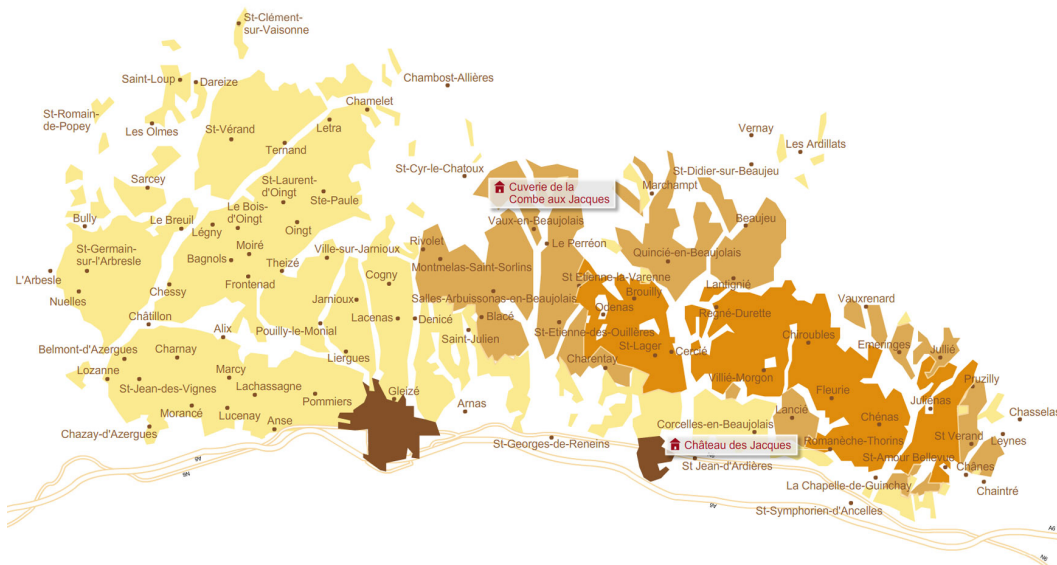 St-Clément-
sur-Vaisonne
Saint-Loup
Dareize
Chambost-Allières
Chamelet
St-Romain-
de-Popey
Les Olmes
St-Vérand
Letra
Ternand
Vernay
Les Ardillats
St-Cyr-le-Chatoux
St-Didier-sur-Beaujeu
Sarcey
St-Laurent-
d'Oingt
Ste-Paule
Cuverie de la
Combe aux Jacques
Marchampt
Bully
Le Breuil
Le Bois-
d'Oingt
Légny
Oingt
Vaux-en-Beaujolais
Beaujeu
St-Germain-
sur-l'Arbresle
Moiré
Bagnols
Theizé
Ville-sur-Jarnioux
Rivolet
Le Perréon
Montmelas-Saint-Sorlins
Quincié-en-Beaujolais
L'Arbesle
Nuelles
Chessy
Frontenad
Cogny
St Etienne-la-Varenne
Lantignié
Jarnioux
Salles-Arbuissonas-en-Beaujolais
Brouilly
Odenas
Regné-Durette
Vauxrenard
Châtillon
Alix
Pouilly-le-Monial
Lacenas
Denicé
Blacé
Saint-Julien
St-Etienne-des-Ouillères
Chiroubles
Emeringes
Jullié
Belmont-d'Azergues
Charnay
Liergues
St-Lager
Cerclé
Charentay
Lozanne
St-Jean-des-Vignes
Marcy
Lachassagne
Villié-Morgon
Pruzilly
Morancé
Lucenay
Pommiers
Gleizé
Arnas
Fleurie
Juliénas
Chazay-d'Azergues
Anse
Corcelles-en-Beaujolais
Lancié
Chénas
Chasselas
St-Georges-de-Reneins
Château des Jacques
Romanèche-Thorins
St Verand
Leynes
St Jean-d'Ardières
St-Amour Bellevue
Chânes
La Chapelle-de-Guinchay
Chaintré
St-Symphorien-d'Ancelles
A6
N6